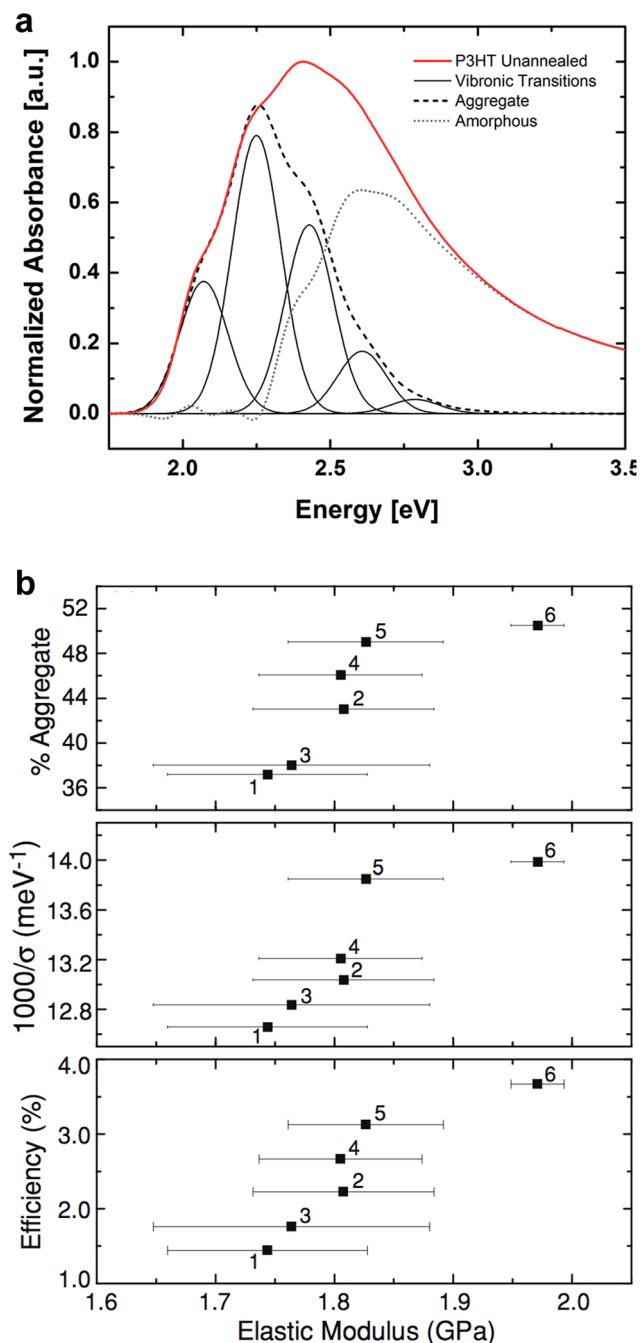 a
Normalized Absorbance [a.u.]
1.0
0.8
0.6
0.4
0.2
0.0
P3HT Unannealed
Vibronic Transitions
Aggregate
Amorphous
2.0 2.5 3.0 3.5
Energy [eV]
b
% Aggregate
52
48
44
38
36
1
3
2
4
5
6
1000/σ (meV⁻¹)
14.0
13.6
13.2
12.8
1
3
2
4
5
6
Efficiency (%)
4.0
3.0
2.0
1.0
1
3
2
4
5
6
1.6 1.7 1.8 1.9 2.0
Elastic Modulus (GPa)